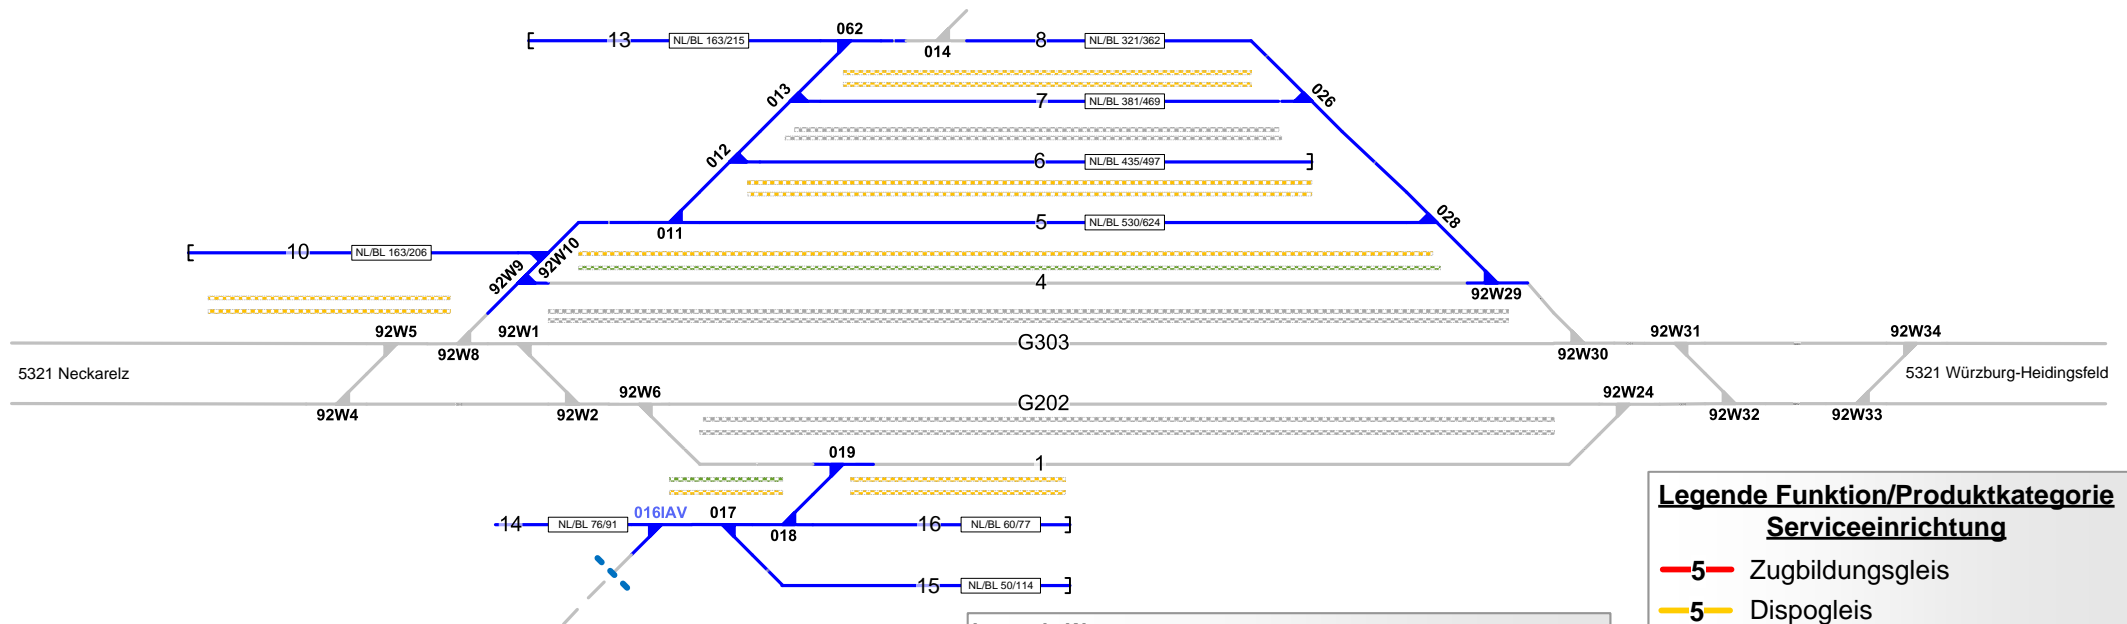 062
13 NL/BL 163/215
014
8 NL/BL 321/362
013
7 NL/BL 381/469
026
012
6 NL/BL 435/497
011
5 NL/BL 530/624
028
10 NL/BL 163/206
92W9
92W10
4
92W29
92W5
92W1
92W8
G303
92W30
92W31
92W34
5321 Neckarelz
5321 Würzburg-Heidingsfeld
92W4
92W2
92W6
G202
92W24
92W32
92W33
019
1
14 NL/BL 76/91
016IAV
017
018
16 NL/BL 60/77
15 NL/BL 50/114
Legende Funktion/Produktkategorie
Serviceeinrichtung
5 Zugbildungsgleis
5 Dispogleis